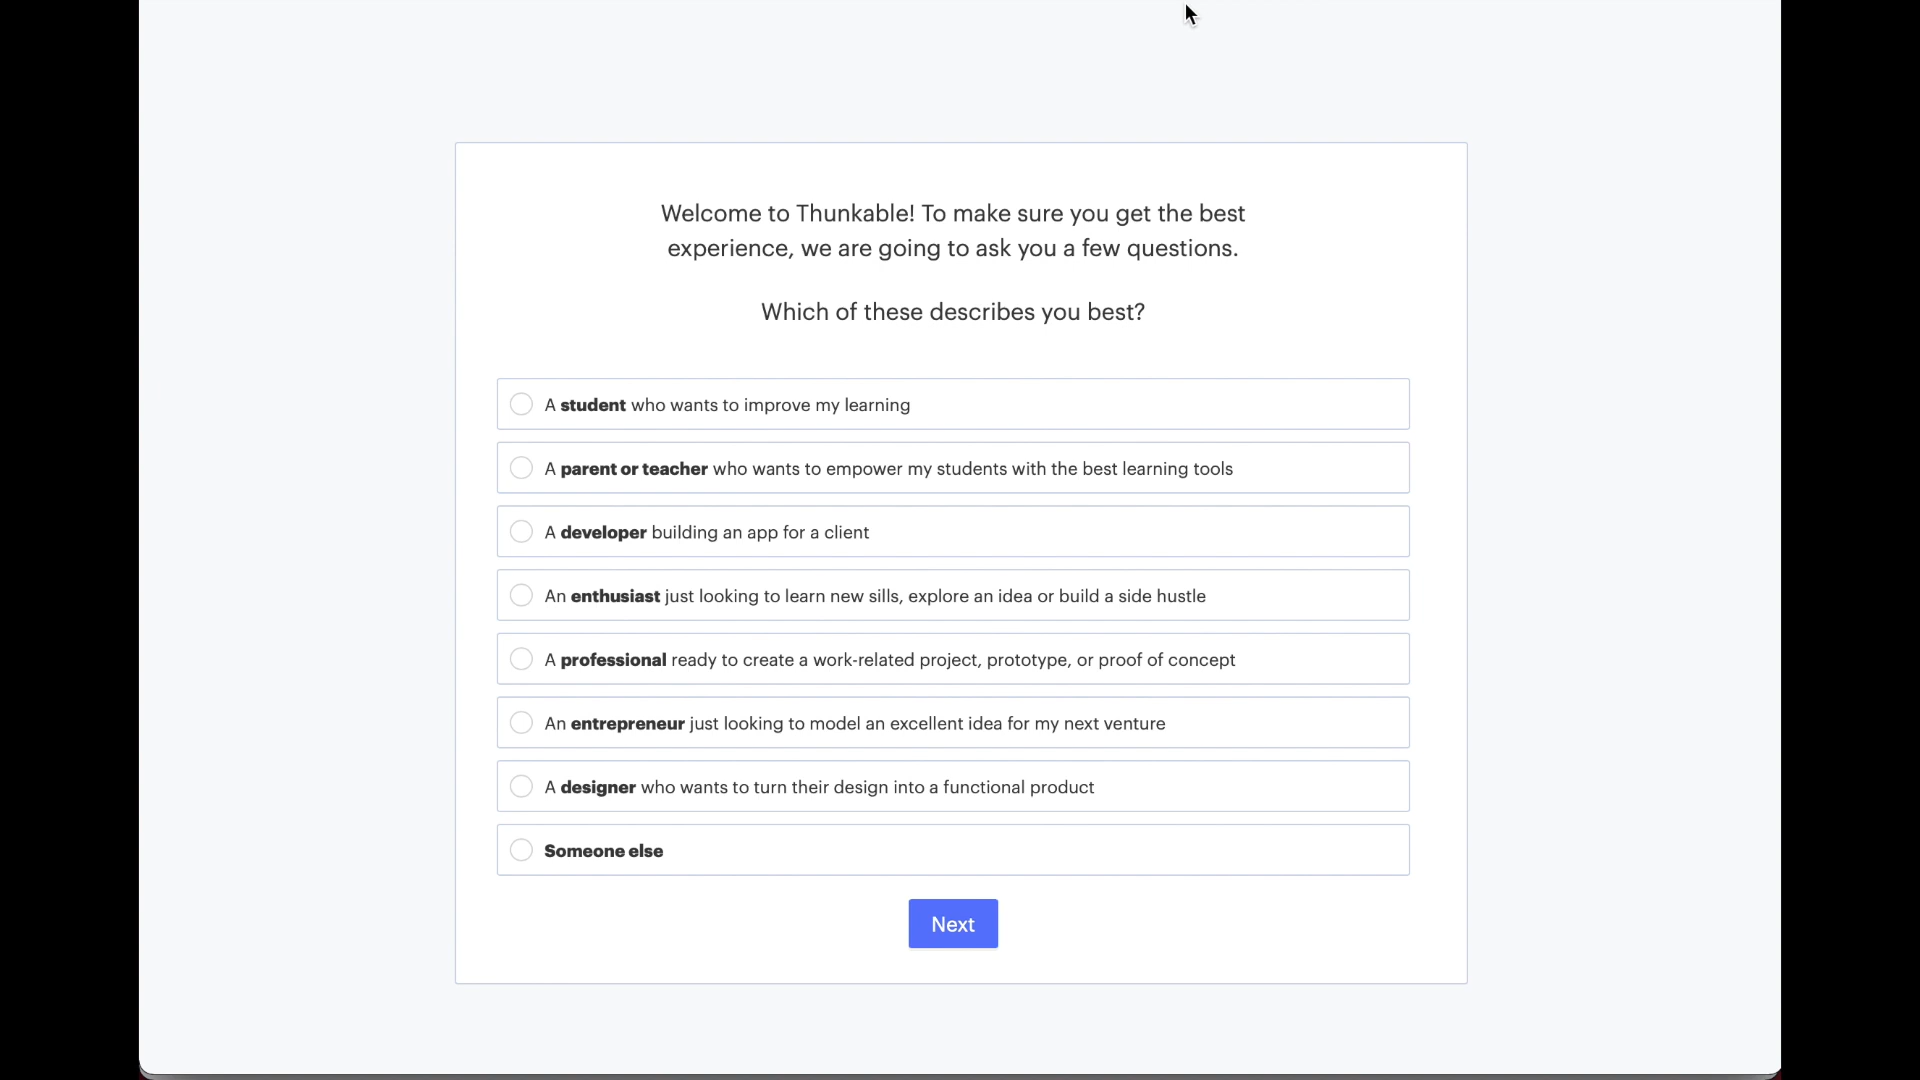 Welcome to Thunkable! To make sure you get the best
experience, we are going to ask you a few questions.
Which of these describes you best?
A student who wants to improve my learning
A parent or teacher who wants to empower my students with the best learning tools
A developer building an app for a client
An enthusiast just looking to learn new sills, explore an idea or build a side hustle
A professional ready to create a work-related project, prototype, or proof of concept
An entrepreneur just looking to model an excellent idea for my next venture
A designer who wants to turn their design into a functional product
Someone else
Next